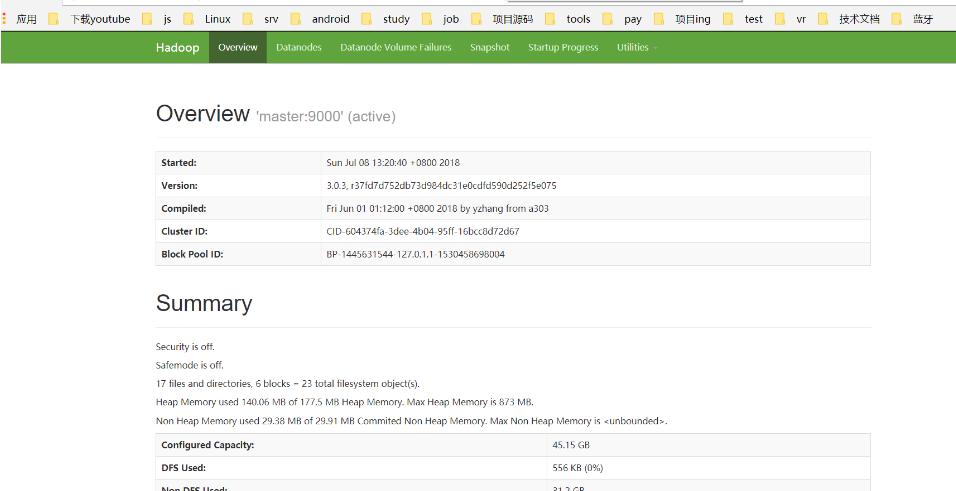 应用 下载youtube js Linux srv android study job 项目源码 tools pay 项目ing test vr 技术文档 蓝牙
Hadoop Overview Datanodes Datanode Volume Failures Snapshot Startup Progress Utilities
Overview 'master:9000' (active)
Started: Sun Jul 08 13:20:40 +0800 2018
Version: 3.0.3, r37fd7d752db73d984dc31e0cdfd590d252f5e075
Compiled: Fri Jun 01 01:12:00 +0800 2018 by yzhang from a303
Cluster ID: CID-604374fa-3dee-4b04-95ff-16bcc8d72d67
Block Pool ID: BP-1445631544-127.0.1.1-1530458698004
Summary
Security is off.
Safemode is off.
17 files and directories, 6 blocks = 23 total filesystem object(s).
Heap Memory used 140.06 MB of 177.5 MB Heap Memory. Max Heap Memory is 873 MB.
Non Heap Memory used 29.38 MB of 29.91 MB Commited Non Heap Memory. Max Non Heap Memory is <unbounded>.
Configured Capacity: 45.15 GB
DFS Used: 556 KB (0%)
Non DFS Used: 31.2 GB